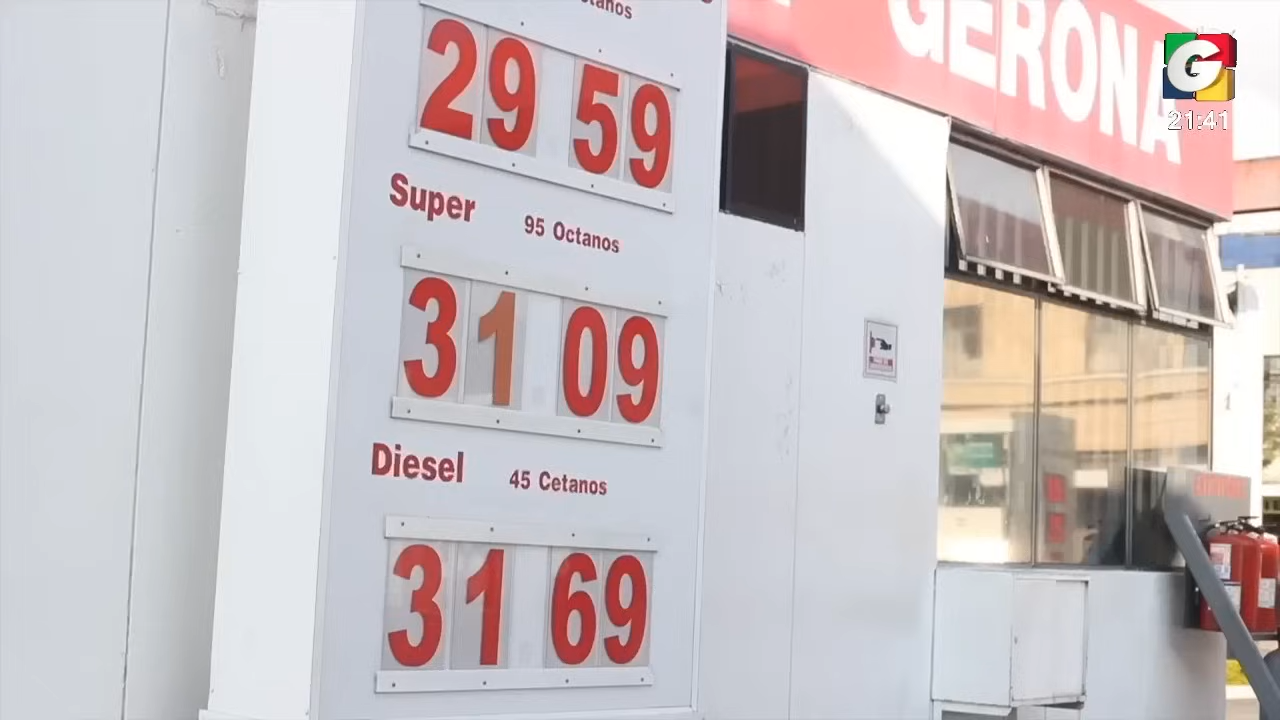 29 59
Super 95 Octanos
31 09
Diesel 45 Cetanos
31 69
GERONA
G
21:41